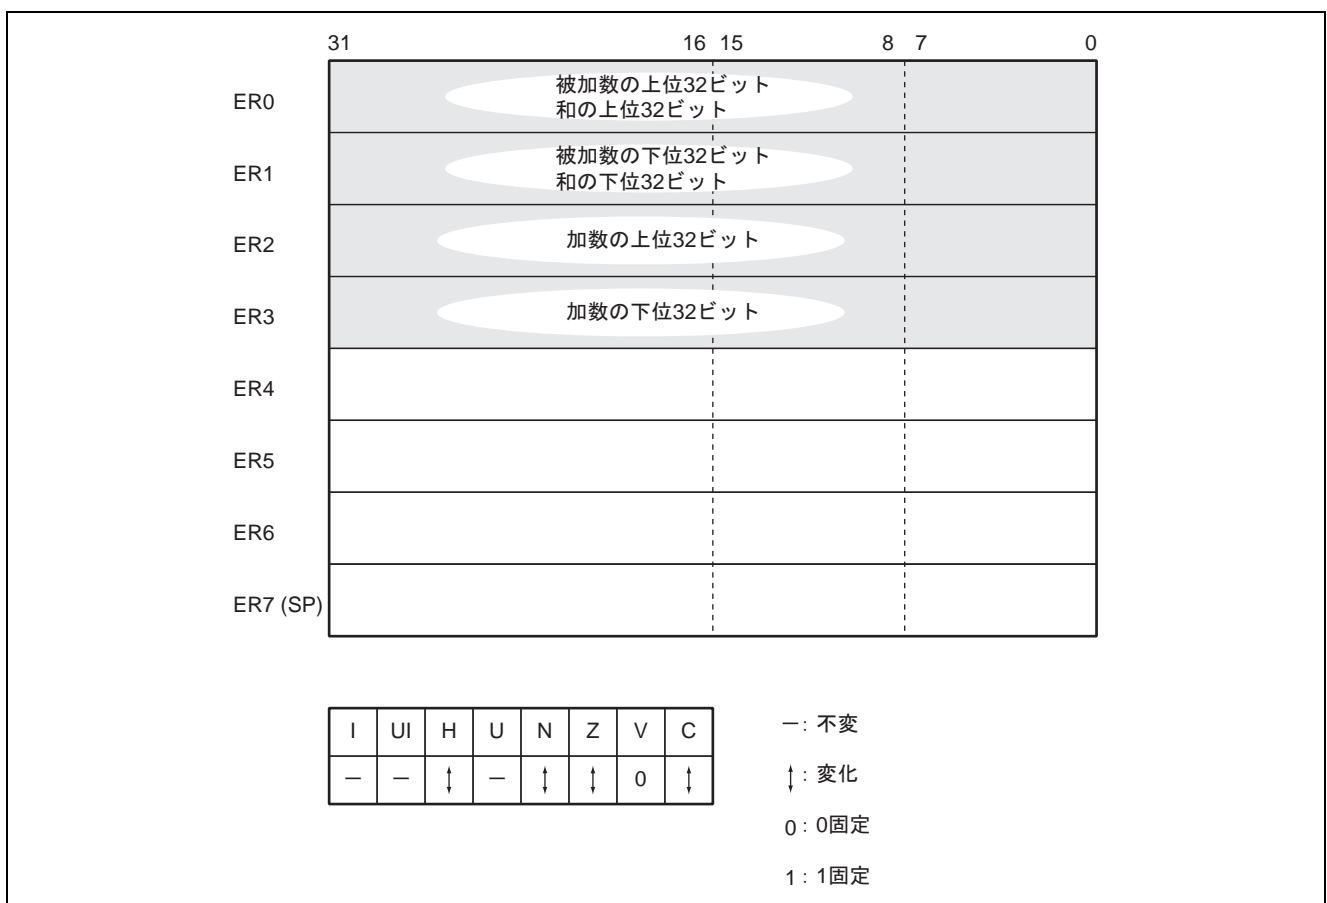 31 16 15 8 7 0
ER0
被加数の上位32ビット
和の上位32ビット
ER1
被加数の下位32ビット
和の下位32ビット
ER2
加数の上位32ビット
ER3
加数の下位32ビット
ER4
ER5
ER6
ER7 (SP)
I UI H U N Z V C
— — ↕ — ↕ ↕ 0 ↕
—: 不変
↕: 変化
0: 0固定
1: 1固定